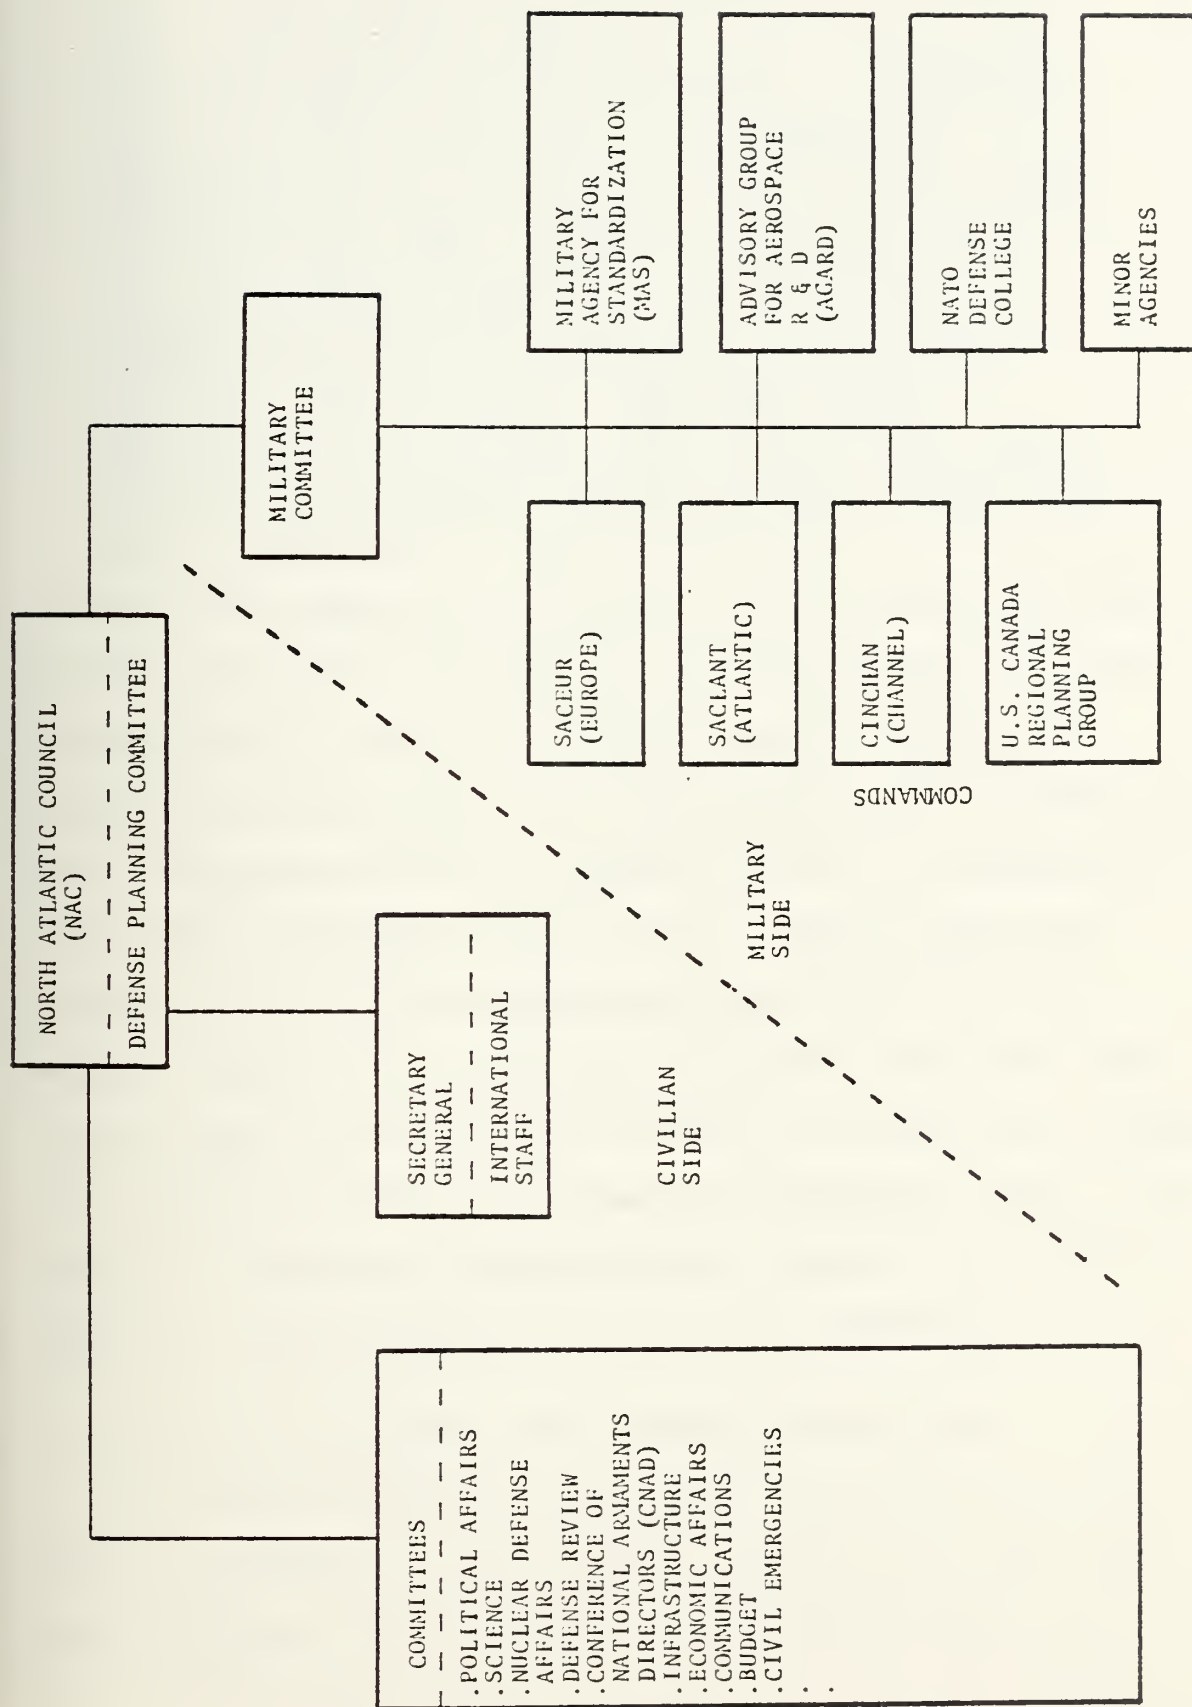 NORTH ATLANTIC COUNCIL
(NAC)
DEFENSE PLANNING COMMITTEE
COMMITTEES
.POLITICAL AFFAIRS
.SCIENCE
.NUCLEAR DEFENSE
AFFAIRS
.DEFENSE REVIEW
.CONFERENCE OF
NATIONAL ARMAMENTS
DIRECTORS (CNAD)
.INFRASTRUCTURE
.ECONOMIC AFFAIRS
.COMMUNICATIONS
.BUDGET
.CIVIL EMERGENCIES
.
.
SECRETARY
GENERAL
INTERNATIONAL
STAFF
CIVILIAN
SIDE
MILITARY
SIDE
MILITARY
COMMITTEE
COMMANDS
SACEUR
(EUROPE)
SACLANT
(ATLANTIC)
CINCHAN
(CHANNEL)
U.S. CANADA
REGIONAL
PLANNING
GROUP
MILITARY
AGENCY FOR
STANDARDIZATION
(MAS)
ADVISORY GROUP
FOR AEROSPACE
R & D
(AGARD)
NATO
DEFENSE
COLLEGE
MINOR
AGENCIES